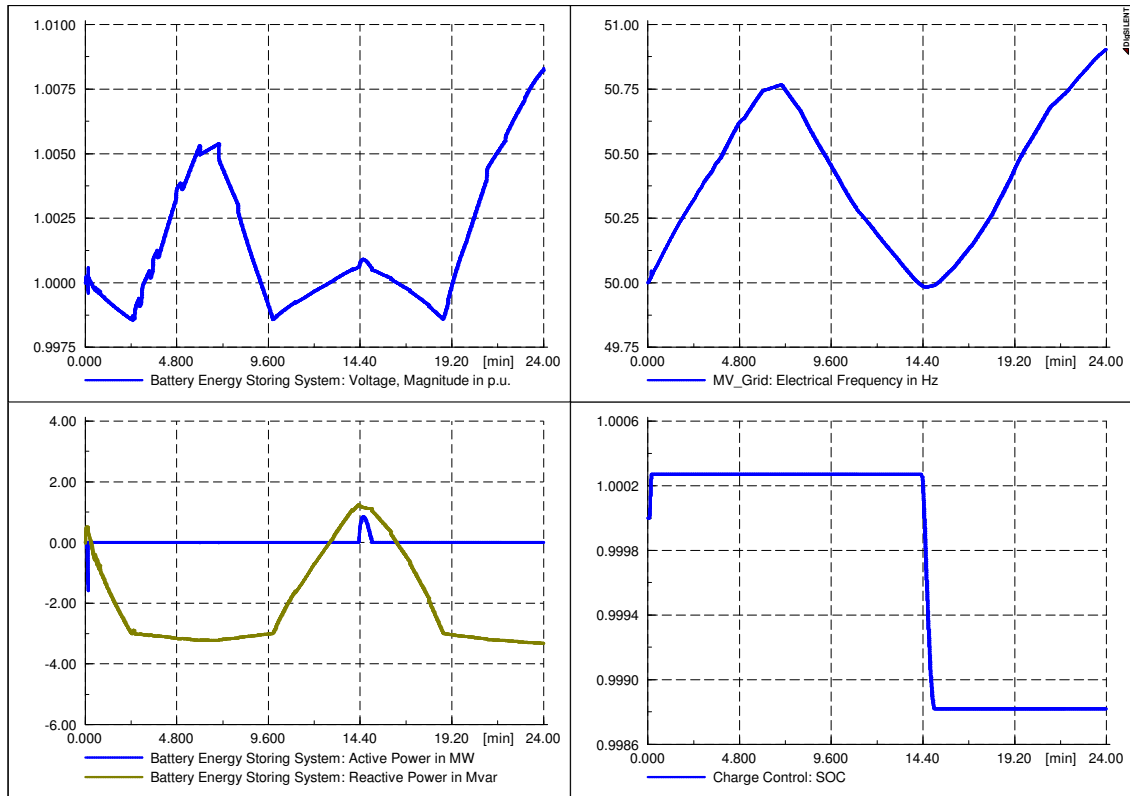 1.0100
1.0075
1.0050
1.0025
1.0000
0.9975
0.000 4.800 9.600 14.40 19.20 [min] 24.00
Battery Energy Storing System: Voltage, Magnitude in p.u.
51.00
50.75
50.50
50.25
50.00
49.75
0.000 4.800 9.600 14.40 19.20 [min] 24.00
MV_Grid: Electrical Frequency in Hz
DIgSILENT
4.00
2.00
0.00
-2.00
-4.00
-6.00
0.000 4.800 9.600 14.40 19.20 [min] 24.00
Battery Energy Storing System: Active Power in MW
Battery Energy Storing System: Reactive Power in Mvar
1.0006
1.0002
0.9998
0.9994
0.9990
0.9986
0.000 4.800 9.600 14.40 19.20 [min] 24.00
Charge Control: SOC